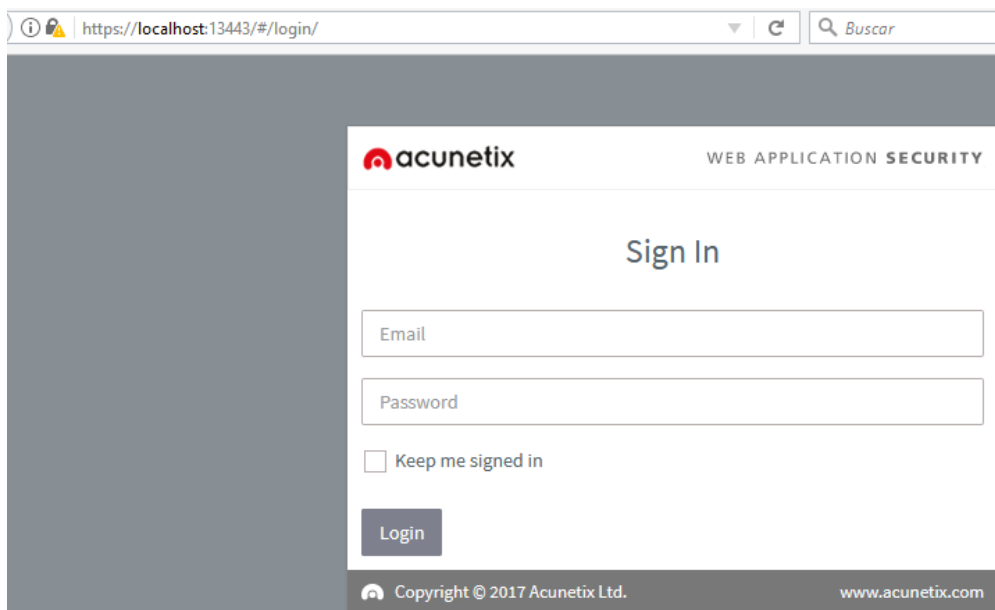 https://localhost:13443/#/login/
Buscar
acunetix WEB APPLICATION SECURITY
Sign In
Email
Password
Keep me signed in
Login
Copyright © 2017 Acunetix Ltd. www.acunetix.com